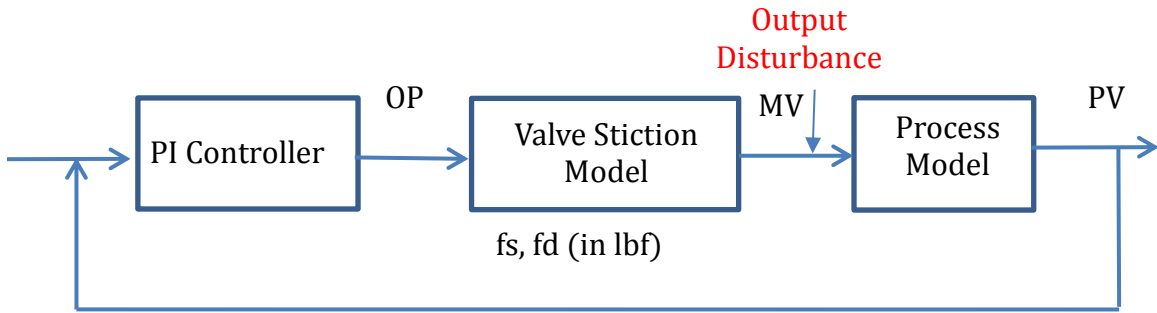 Output
Disturbance
OP
MV
PV
PI Controller
Valve Stiction
Model
Process
Model
fs, fd (in lbf)